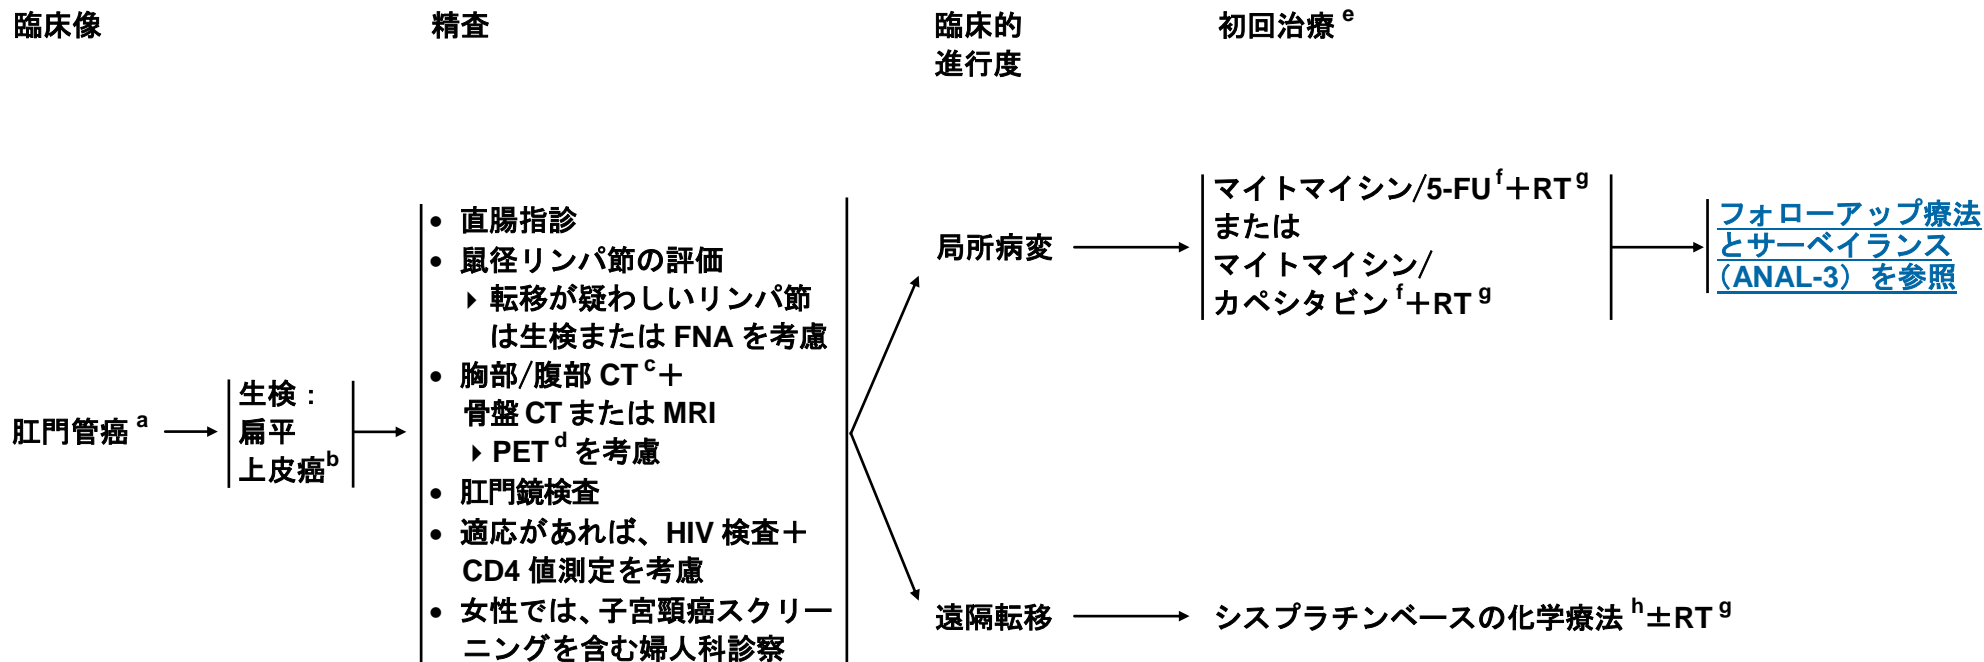 臨床像
精査
臨床的
進行度
初回治療 e
肛門管癌 a
生検：
扁平
上皮癌b
• 直腸指診
• 鼠径リンパ節の評価
転移が疑わしいリンパ節
は生検または FNA を考慮
• 胸部/腹部 CT c＋
骨盤 CT または MRI
PET d を考慮
• 肛門鏡検査
• 適応があれば、HIV 検査＋
CD4 値測定を考慮
• 女性では、子宮頸癌スクリー
ニングを含む婦人科診察
局所病変
マイトマイシン/5-FU f＋RT g
または
マイトマイシン/
カペシタビン f＋RT g
フォローアップ療法
とサーベイランス
（ANAL-3）を参照
遠隔転移
シスプラチンベースの化学療法 h±RT g